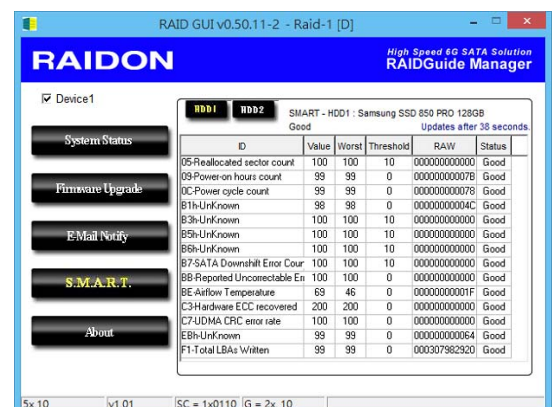 RAID GUI v0.50.11-2 - Raid-1 [D]
RAIDON
High Speed 6G SATA Solution
RAIDGuide Manager
Device1
HDD1 HDD2 SMART - HDD1 : Samsung SSD 850 PRO 128GB
Good Updates after 38 seconds.
System Status
Firmware Upgrade
E-Mail Notify
S.M.A.R.T.
About
ID Value Worst Threshold RAW Status
05-Reallocated sector count 100 100 10 000000000000 Good
09-Power-on hours count 99 99 0 00000000007B Good
0C-Power cycle count 99 99 0 000000000078 Good
B1h-UnKnown 98 98 0 00000000004C Good
B3h-UnKnown 100 100 10 000000000000 Good
B5h-UnKnown 100 100 10 000000000000 Good
B6h-UnKnown 100 100 10 000000000000 Good
B7-SATA Downshift Error Cour 100 100 10 000000000000 Good
BB-Reported Uncorrectable En 100 100 0 000000000000 Good
BE-Airflow Temperature 69 46 0 00000000001F Good
C3-Hardware ECC recovered 200 200 0 000000000000 Good
C7-UDMA CRC error rate 100 100 0 000000000000 Good
EBh-UnKnown 99 99 0 000000000064 Good
F1-Total LBAs Written 99 99 0 000307982920 Good
5x 10 v1.01 SC = 1x0110 G = 2x, 10